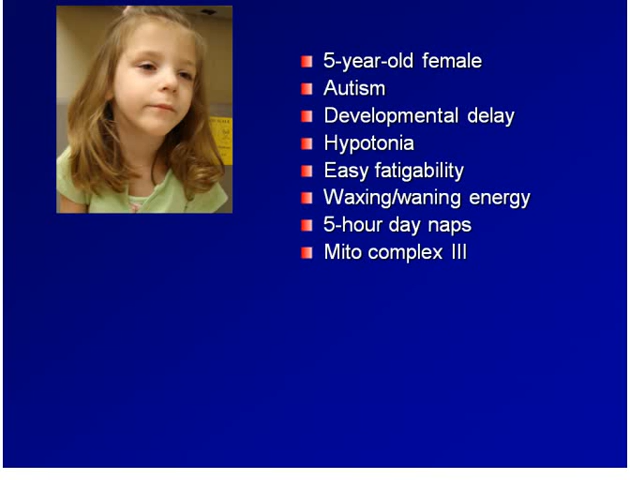 5-year-old female
Autism
Developmental delay
Hypotonia
Easy fatigability
Waxing/waning energy
5-hour day naps
Mito complex III